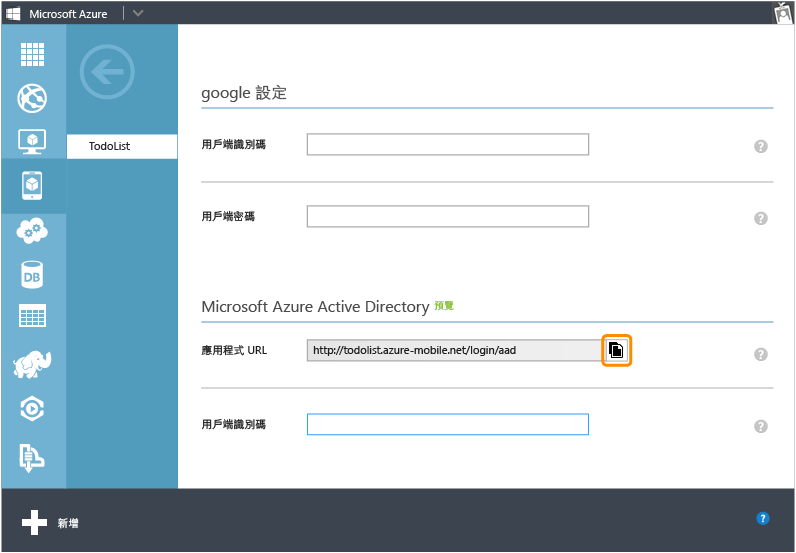 Microsoft Azure
TodoList
google 設定
用戶端識別碼
?
用戶端密碼
?
Microsoft Azure Active Directory 預覽
應用程式 URL
http://todolist.azure-mobile.net/login/aad
?
用戶端識別碼
?
DB
新增
?